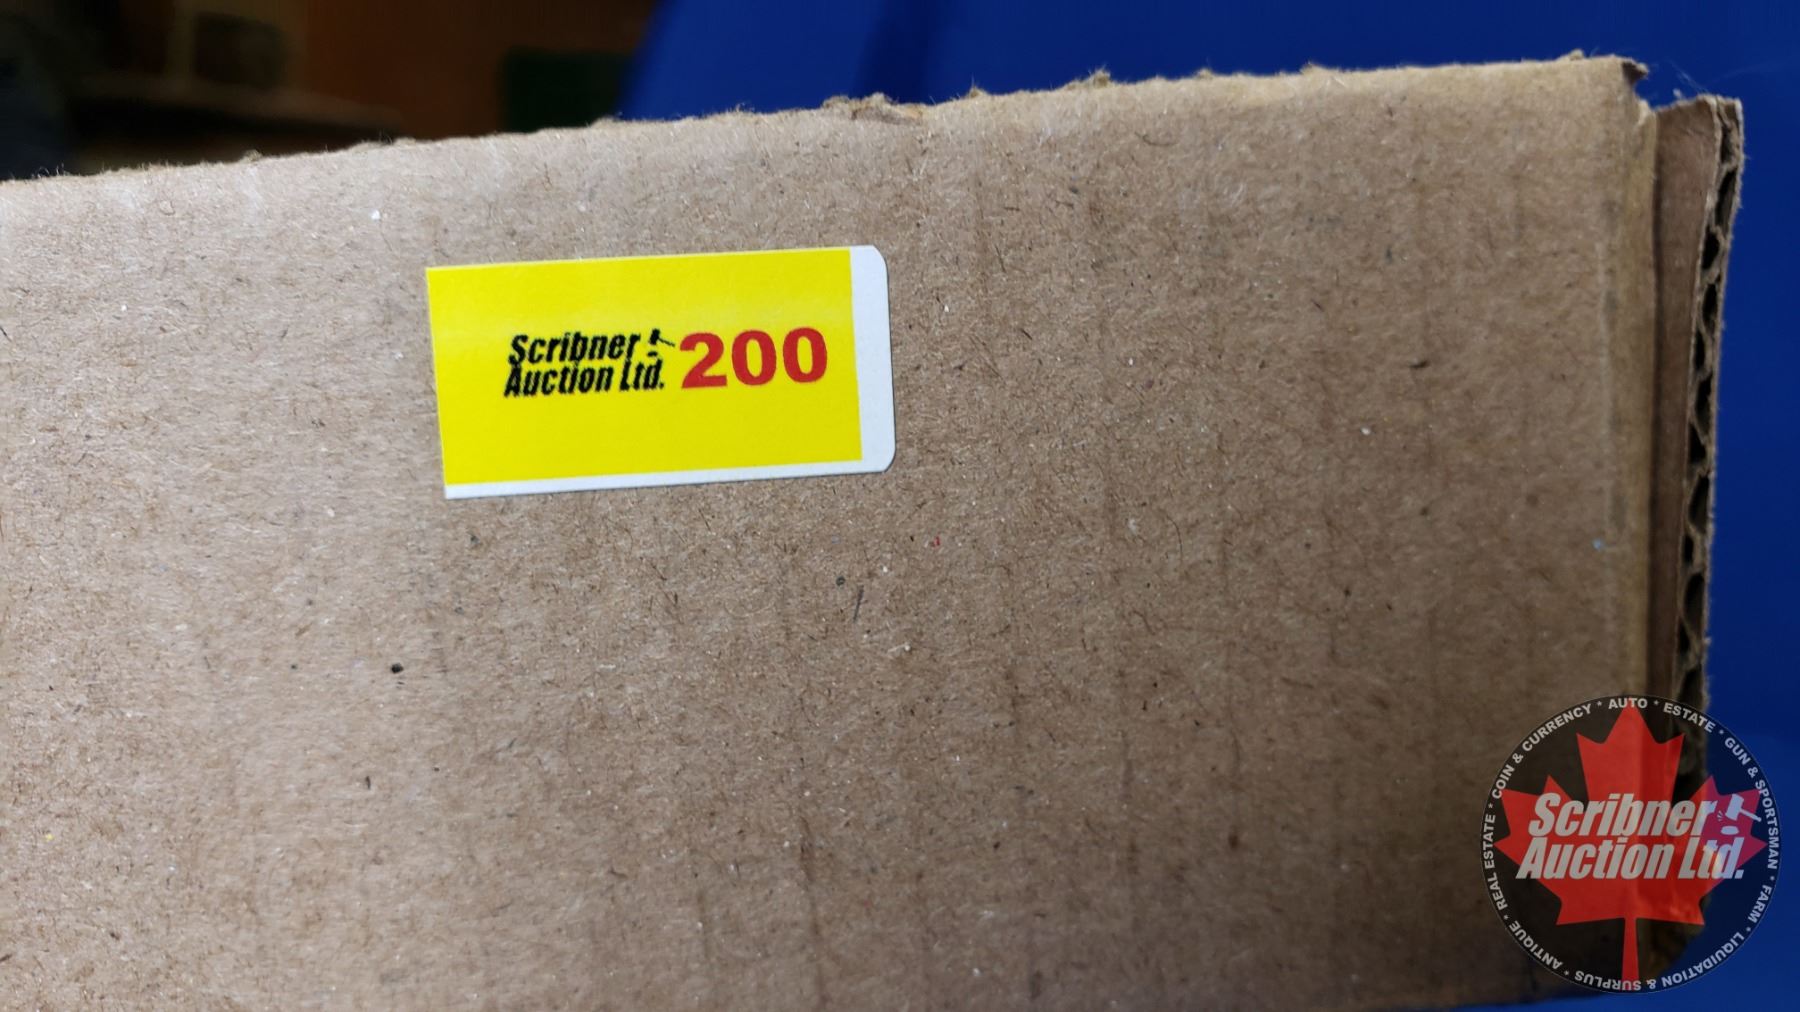 Scribner
Auction Ltd. 200
Scribner
Auction Ltd.
ANTIQUE * REAL ESTATE * COIN & CURRENCY * AUTO * ESTATE * GUN & SPORTSMAN * FARM * LIQUIDATION & SURPLUS *